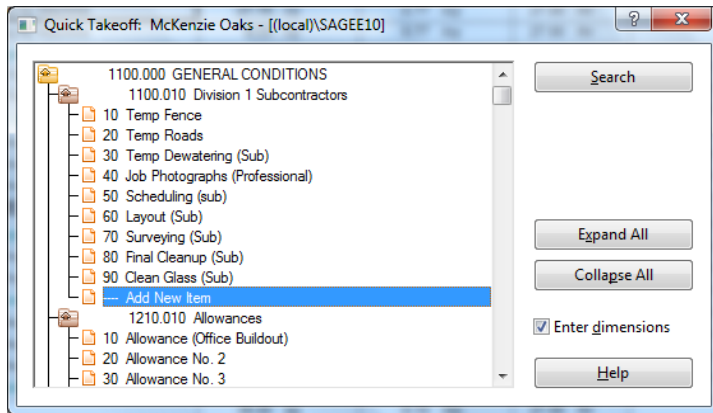 Quick Takeoff: McKenzie Oaks - [(local)\SAGEE10]
1100.000 GENERAL CONDITIONS
1100.010 Division 1 Subcontractors
10 Temp Fence
20 Temp Roads
30 Temp Dewatering (Sub)
40 Job Photographs (Professional)
50 Scheduling (sub)
60 Layout (Sub)
70 Surveying (Sub)
80 Final Cleanup (Sub)
90 Clean Glass (Sub)
---- Add New Item
1210.010 Allowances
10 Allowance (Office Buildout)
20 Allowance No. 2
30 Allowance No. 3
Search
Expand All
Collapse All
Enter dimensions
Help